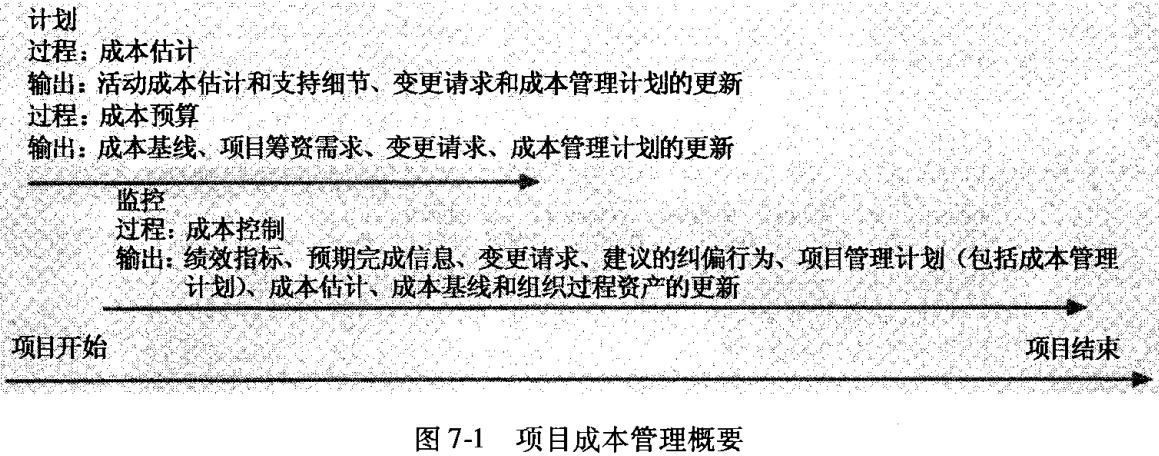 计划
过程：成本估计
输出：活动成本估计和支持细节、变更请求和成本管理计划的更新
过程：成本预算
输出：成本基线、项目筹资需求、变更请求、成本管理计划的更新
监控
过程：成本控制
输出：绩效指标、预期完成信息、变更请求、建议的纠偏行为、项目管理计划（包括成本管理
计划）、成本估计、成本基线和组织过程资产的更新
项目开始
项目结束
图 7-1 项目成本管理概要